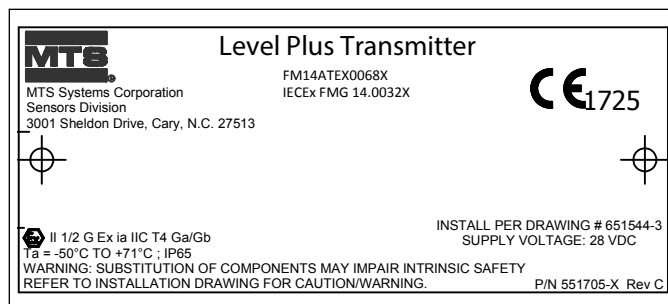 MTS
®
Level Plus Transmitter
FM14ATEX0068X
IECEx FMG 14.0032X
MTS Systems Corporation
Sensors Division
3001 Sheldon Drive, Cary, N.C. 27513
CE 1725
Ex II 1/2 G Ex ia IIC T4 Ga/Gb
Ta = -50°C TO +71°C ; IP65
INSTALL PER DRAWING # 651544-3
SUPPLY VOLTAGE: 28 VDC
WARNING: SUBSTITUTION OF COMPONENTS MAY IMPAIR INTRINSIC SAFETY
REFER TO INSTALLATION DRAWING FOR CAUTION/WARNING.
P/N 551705-X Rev C